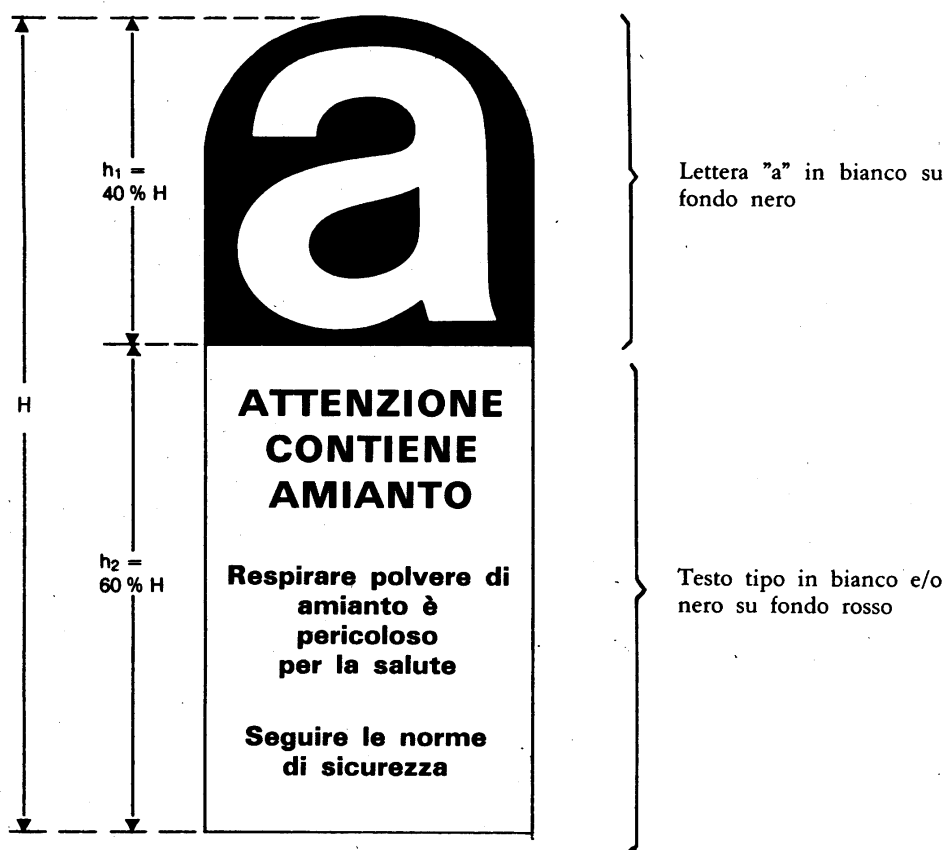 a
h₁ =
40 % H
Lettera "a" in bianco su
fondo nero
H
ATTENZIONE
CONTIENE
AMIANTO
h₂ =
60 % H
Respirare polvere di
amianto è
pericoloso
per la salute
Testo tipo in bianco e/o
nero su fondo rosso
Seguire le norme
di sicurezza